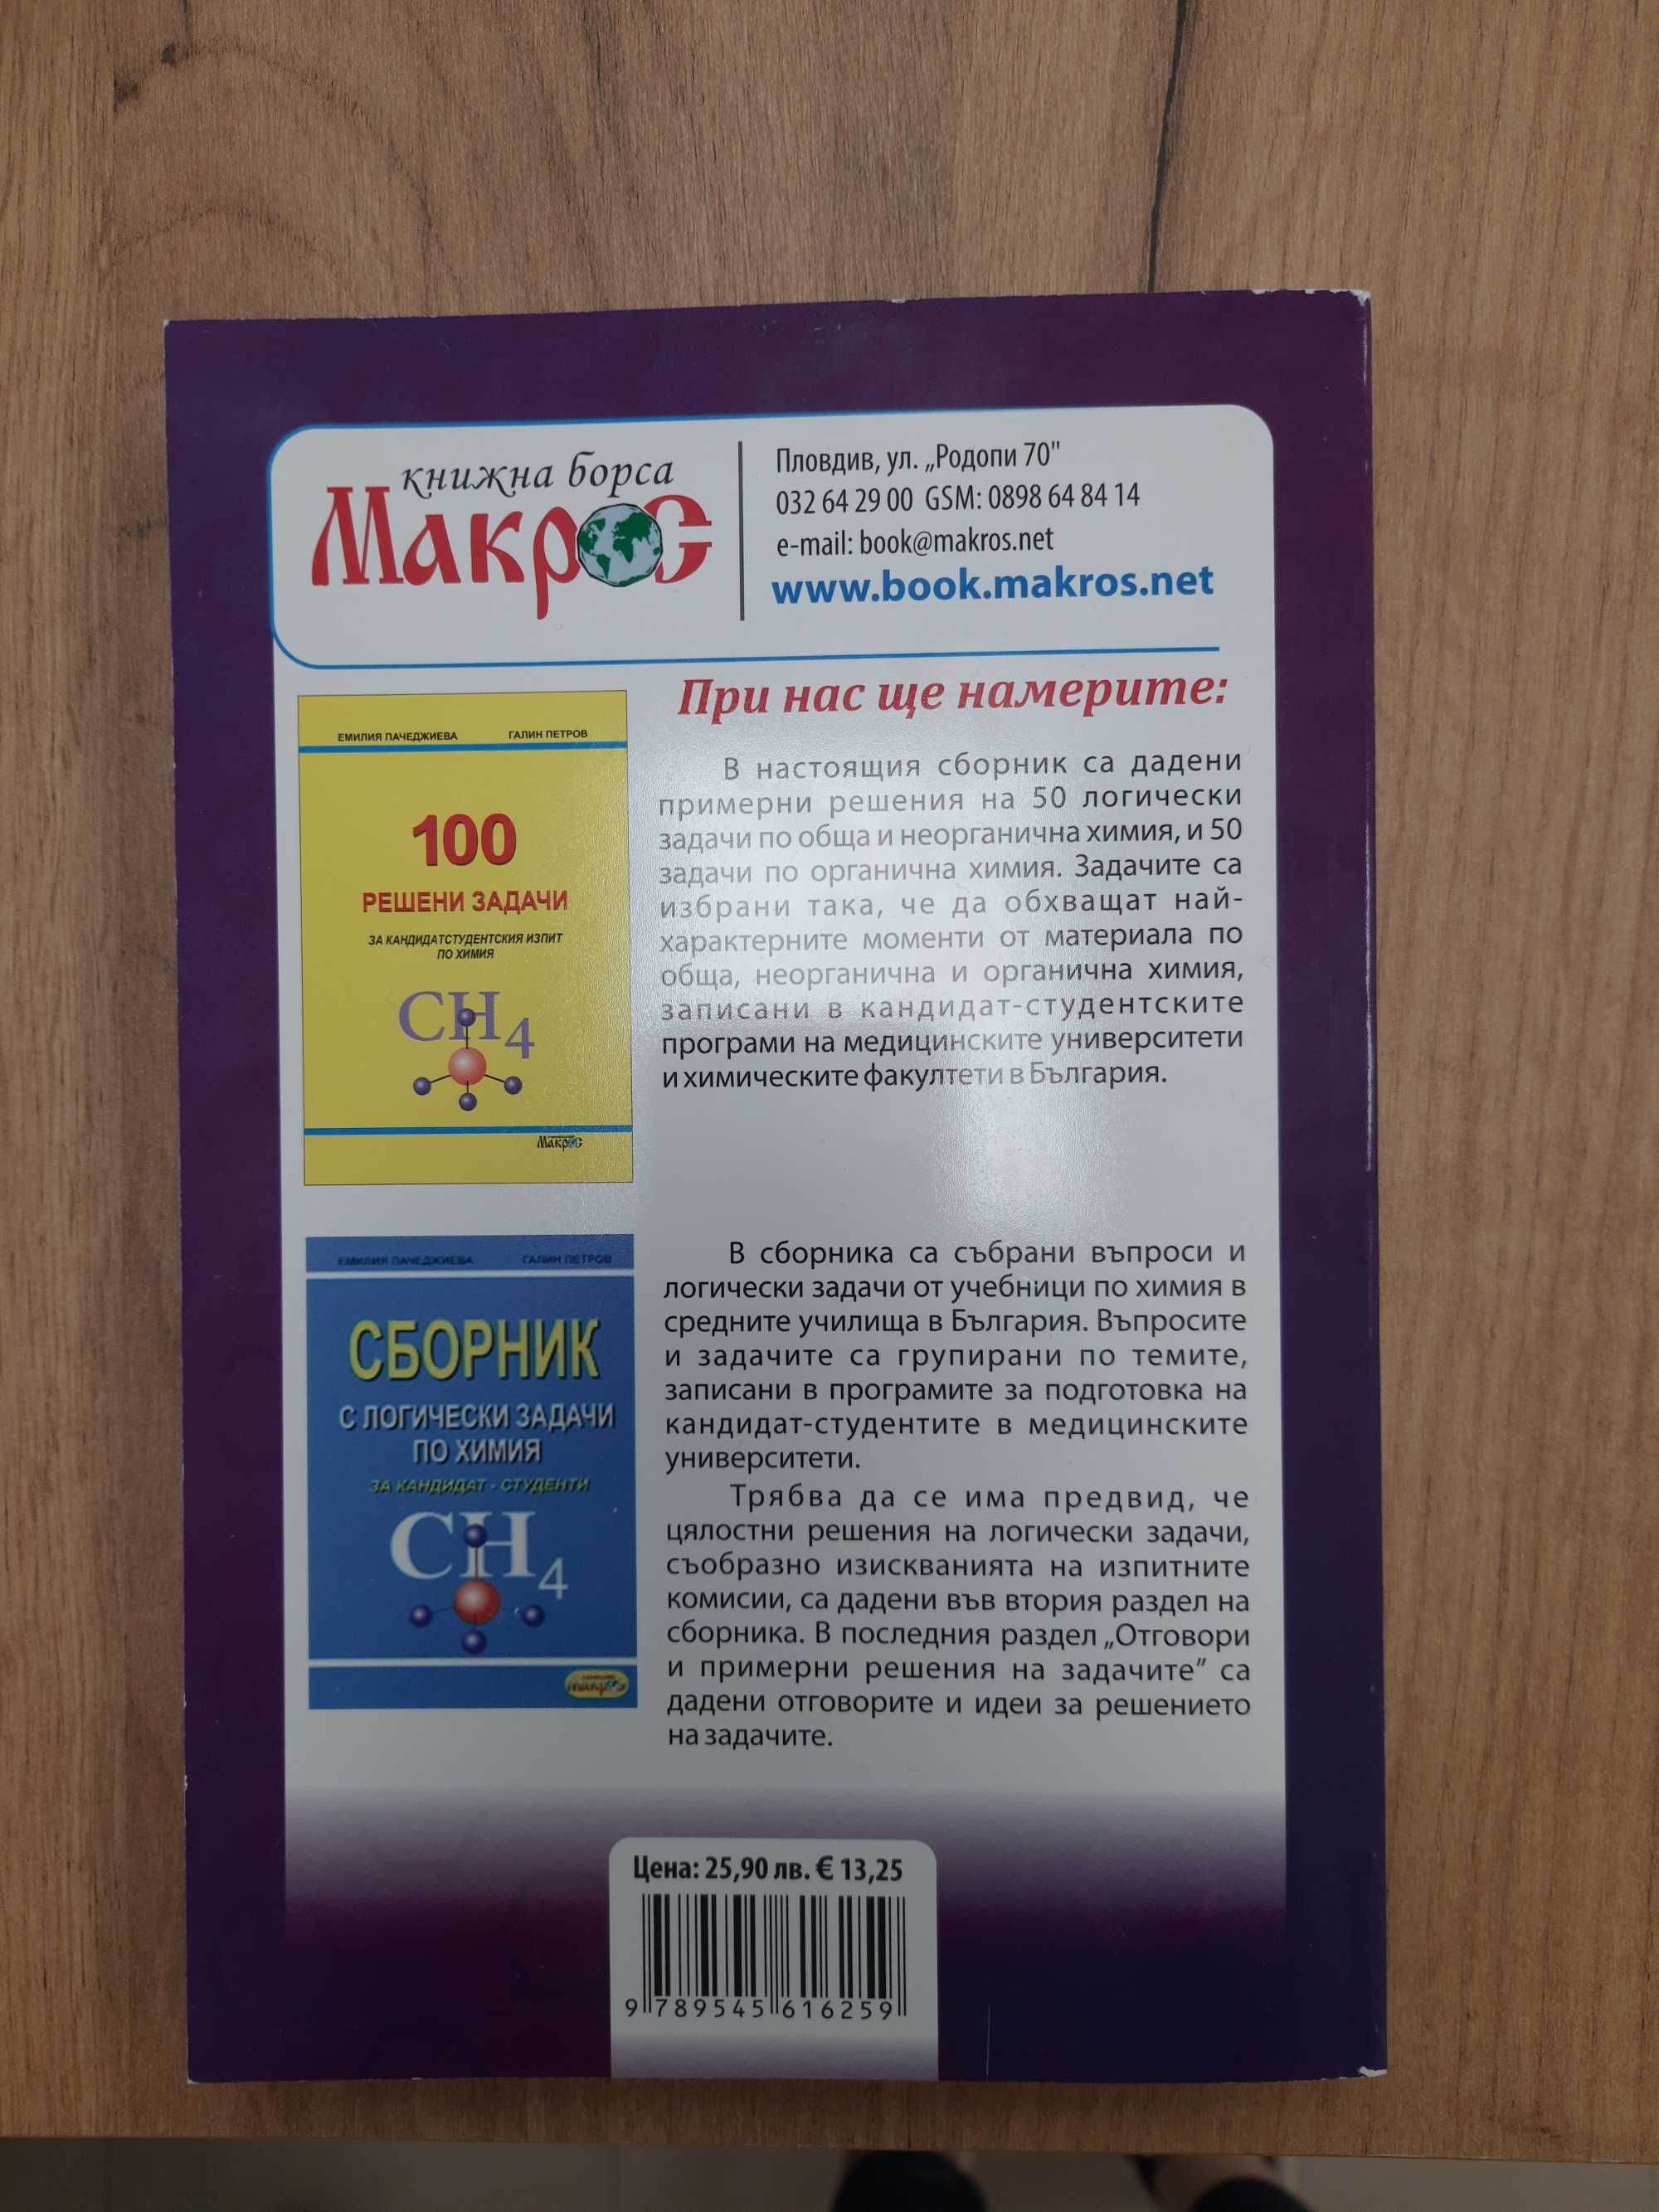 книжна борса
Макрос
Пловдив, ул. „Родопи 70"
032 64 29 00 GSM: 0898 64 84 14
e-mail: book@makros.net
www.book.makros.net
При нас ще намерите:
ЕМИЛИЯ ПАЧЕДЖИЕВА ГАЛИН ПЕТРОВ
100
РЕШЕНИ ЗАДАЧИ
ЗА КАНДИДАТСТУДЕНТСКИЯ ИЗПИТ
ПО ХИМИЯ
CH4
Макрос
В настоящия сборник са дадени
примерни решения на 50 логически
задачи по обща и неорганична химия, и 50
задачи по органична химия. Задачите са
избрани така, че да обхващат най-
характерните моменти от материала по
обща, неорганична и органична химия,
записани в кандидат-студентските
програми на медицинските университети
и химическите факултети в България.
ЕМИЛИЯ ПАЧЕДЖИЕВА ГАЛИН ПЕТРОВ
СБОРНИК
С ЛОГИЧЕСКИ ЗАДАЧИ
ПО ХИМИЯ
ЗА КАНДИДАТ - СТУДЕНТИ
CH4
Макрос
В сборника са събрани въпроси и
логически задачи от учебници по химия в
средните училища в България. Въпросите
и задачите са групирани по темите,
записани в програмите за подготовка на
кандидат-студентите в медицинските
университети.
Трябва да се има предвид, че
цялостни решения на логически задачи,
съобразно изискванията на изпитните
комисии, са дадени във втория раздел на
сборника. В последния раздел „Отговори
и примерни решения на задачите” са
дадени отговорите и идеи за решението
на задачите.
Цена: 25,90 лв. € 13,25
9 789545 616259